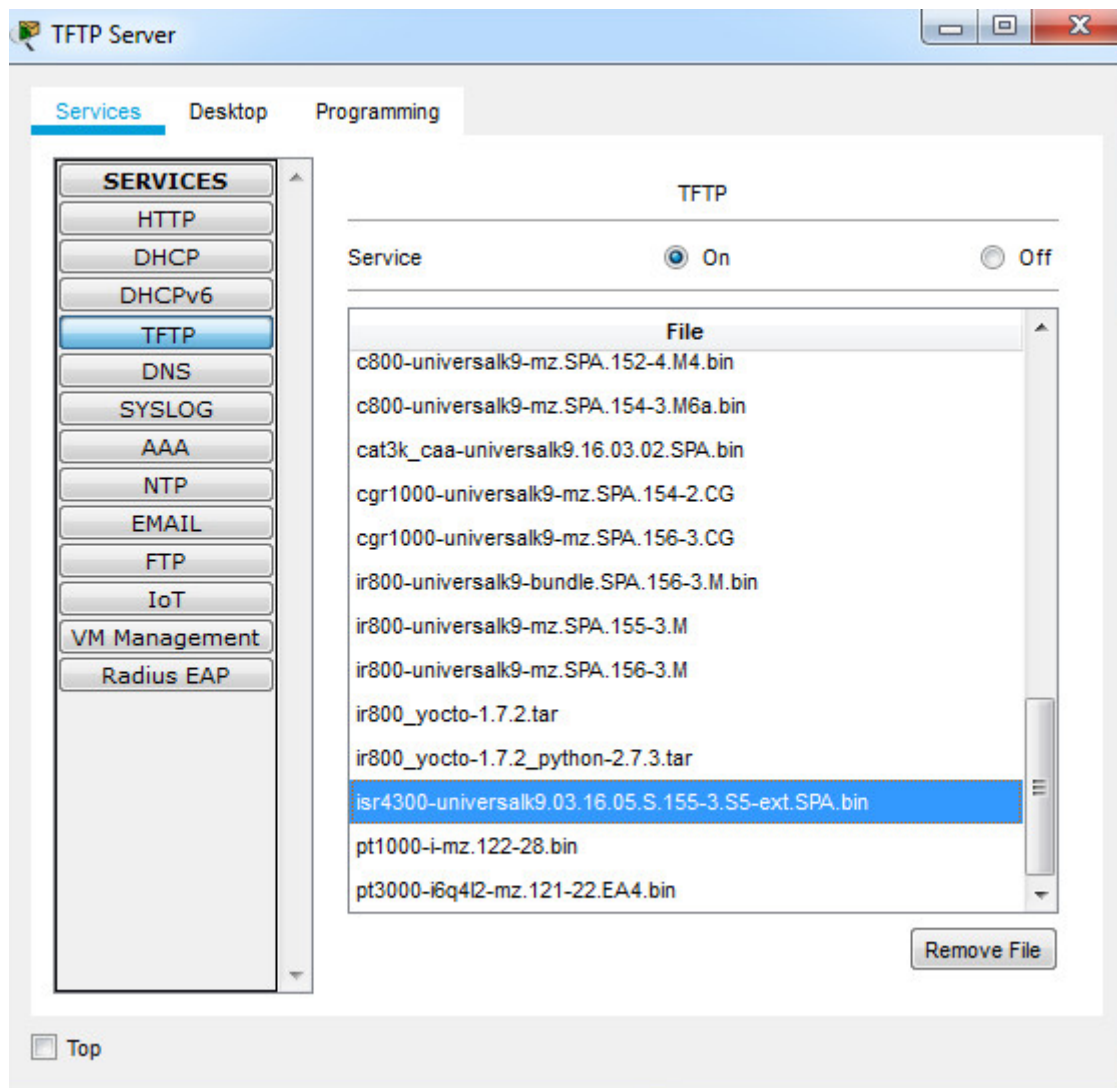 TFTP Server
Services Desktop Programming
SERVICES
HTTP
DHCP
DHCPv6
TFTP
DNS
SYSLOG
AAA
NTP
EMAIL
FTP
IoT
VM Management
Radius EAP
TFTP
Service On Off
File
c800-universalk9-mz.SPA.152-4.M4.bin
c800-universalk9-mz.SPA.154-3.M6a.bin
cat3k_caa-universalk9.16.03.02.SPA.bin
cgr1000-universalk9-mz.SPA.154-2.CG
cgr1000-universalk9-mz.SPA.156-3.CG
ir800-universalk9-bundle.SPA.156-3.M.bin
ir800-universalk9-mz.SPA.155-3.M
ir800-universalk9-mz.SPA.156-3.M
ir800_yocto-1.7.2.tar
ir800_yocto-1.7.2_python-2.7.3.tar
isr4300-universalk9.03.16.05.S.155-3.S5-ext.SPA.bin
pt1000-i-mz.122-28.bin
pt3000-i6q4l2-mz.121-22.EA4.bin
Remove File
Top